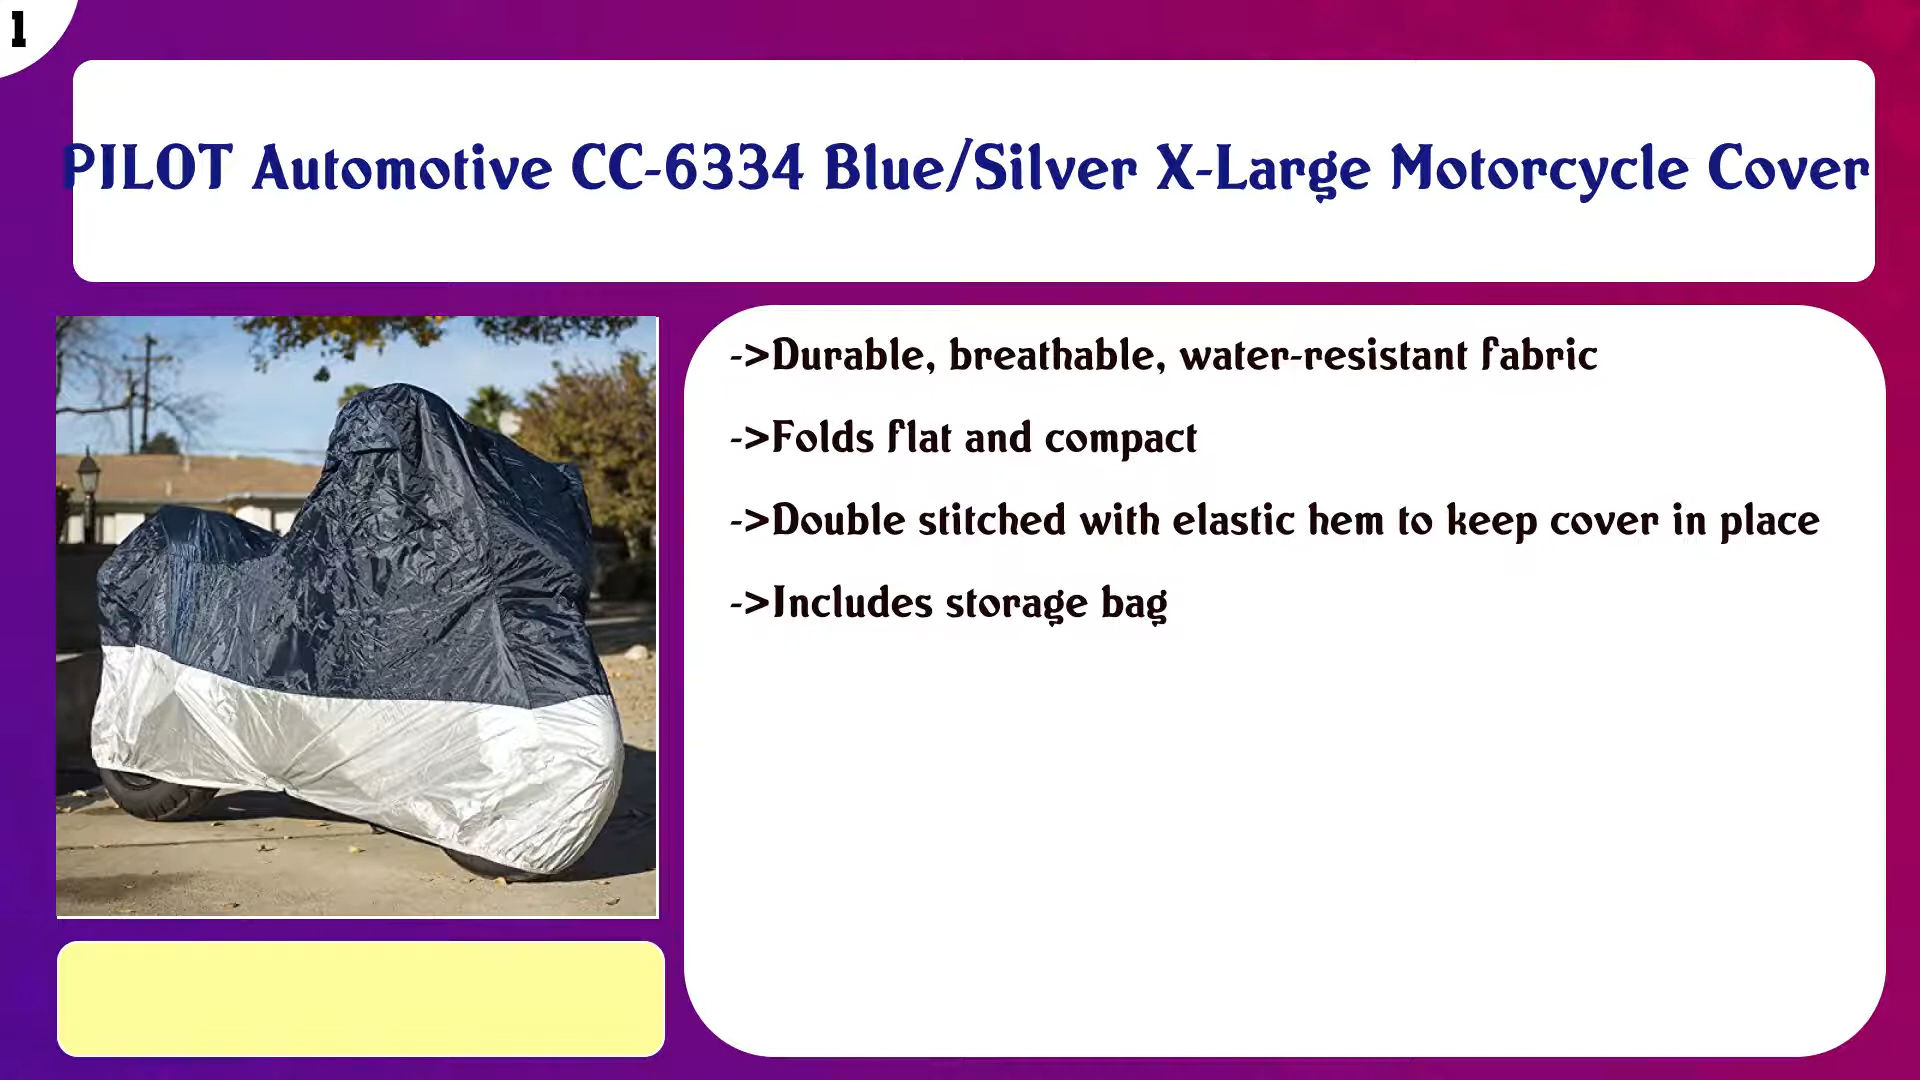 1
PILOT Automotive CC-6334 Blue/Silver X-Large Motorcycle Cover
->Durable, breathable, water-resistant fabric
->Folds flat and compact
->Double stitched with elastic hem to keep cover in place
->Includes storage bag